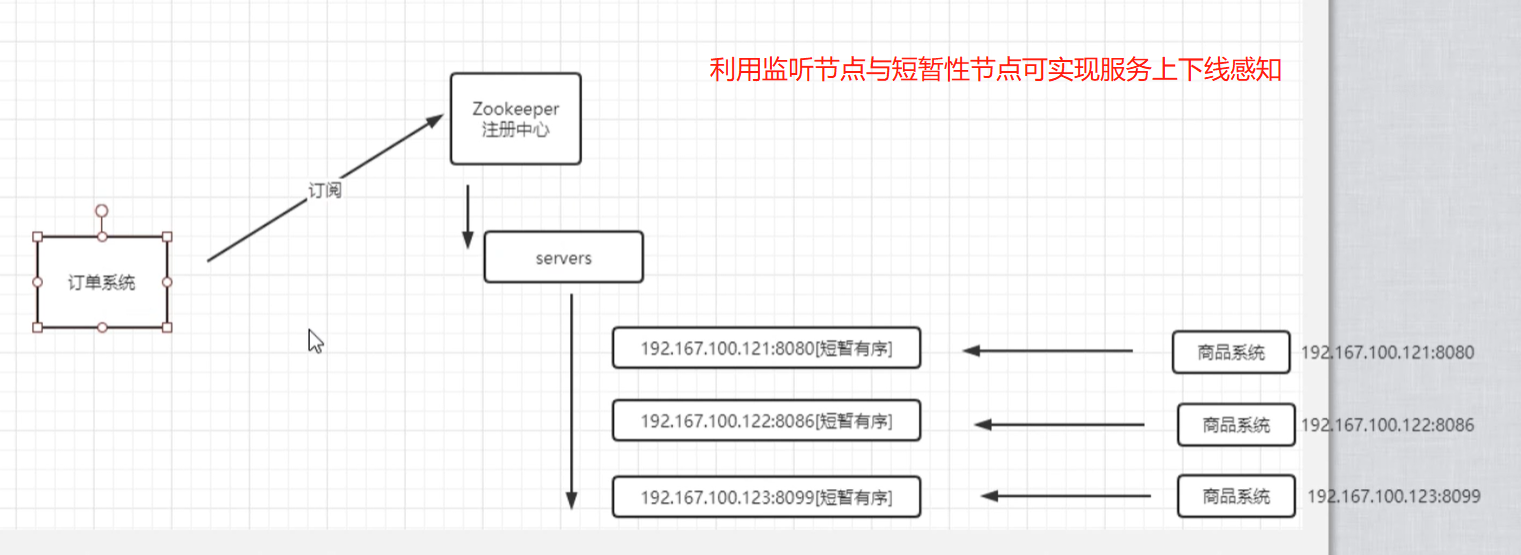 利用监听节点与短暂性节点可实现服务上下线感知
Zookeeper
注册中心
订阅
servers
订单系统
192.167.100.121:8080[短暂有序]
商品系统
192.167.100.121:8080
192.167.100.122:8086[短暂有序]
商品系统
192.167.100.122:8086
192.167.100.123:8099[短暂有序]
商品系统
192.167.100.123:8099